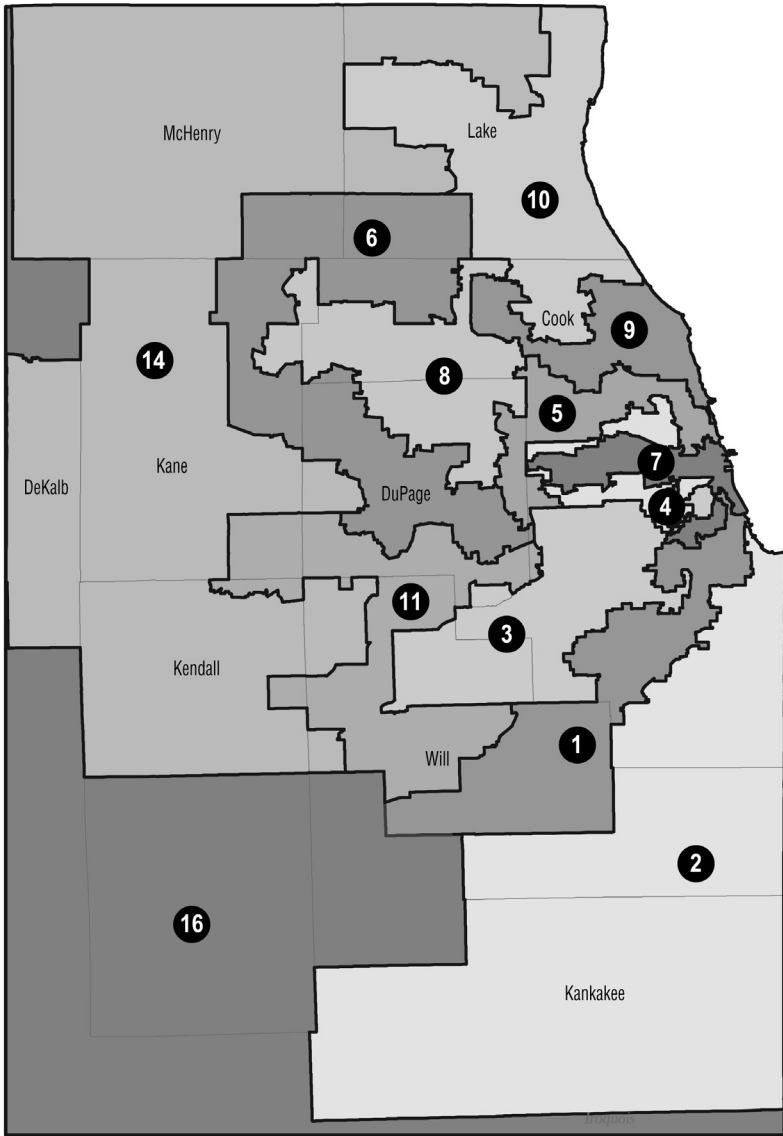 McHenry
Lake
10
6
Cook
9
14
8
5
Kane
7
DeKalb
DuPage
4
11
3
Kendall
1
Will
2
16
Kankakee
Iroquois